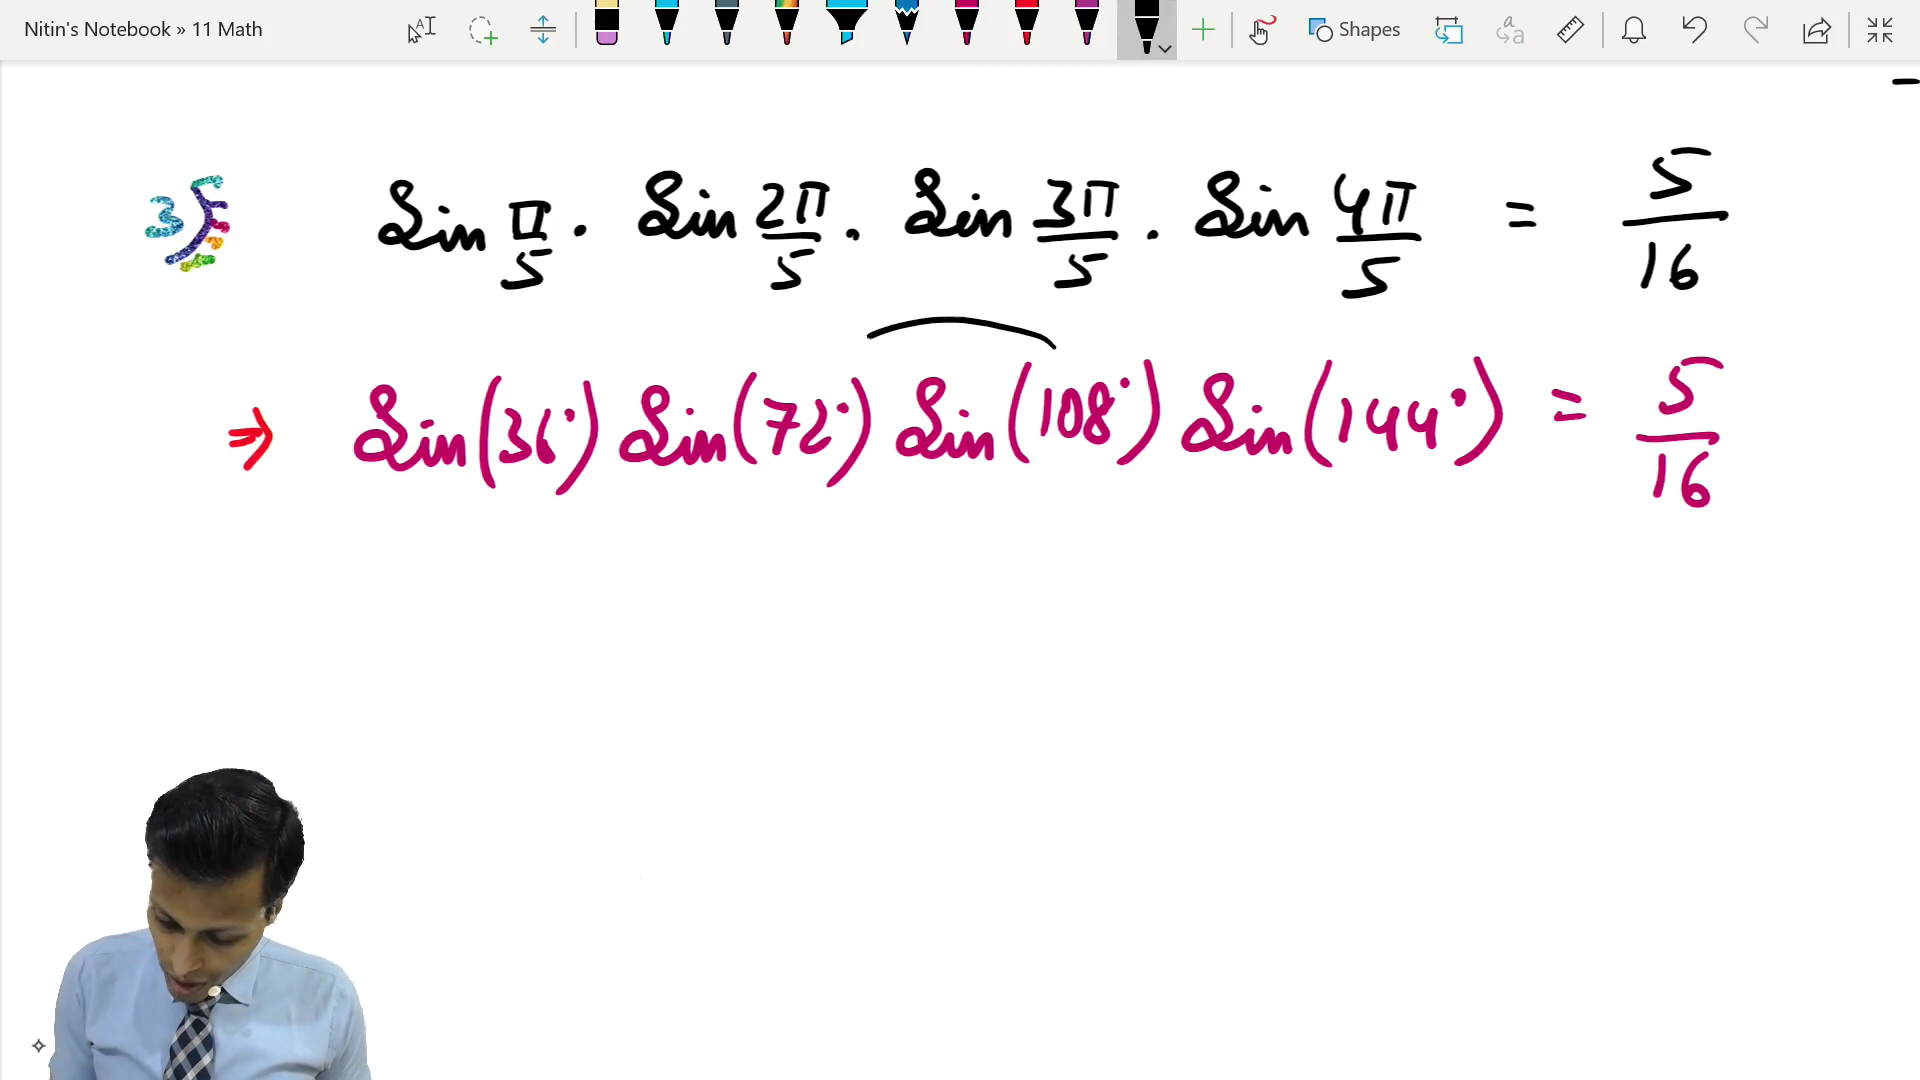 Nitin's Notebook » 11 Math Shapes
35) Sin π/5 · Sin 2π/5 · Sin 3π/5 · Sin 4π/5 = 5/16
⇒ Sin(36°) Sin(72°) Sin(108°) Sin(144°) = 5/16